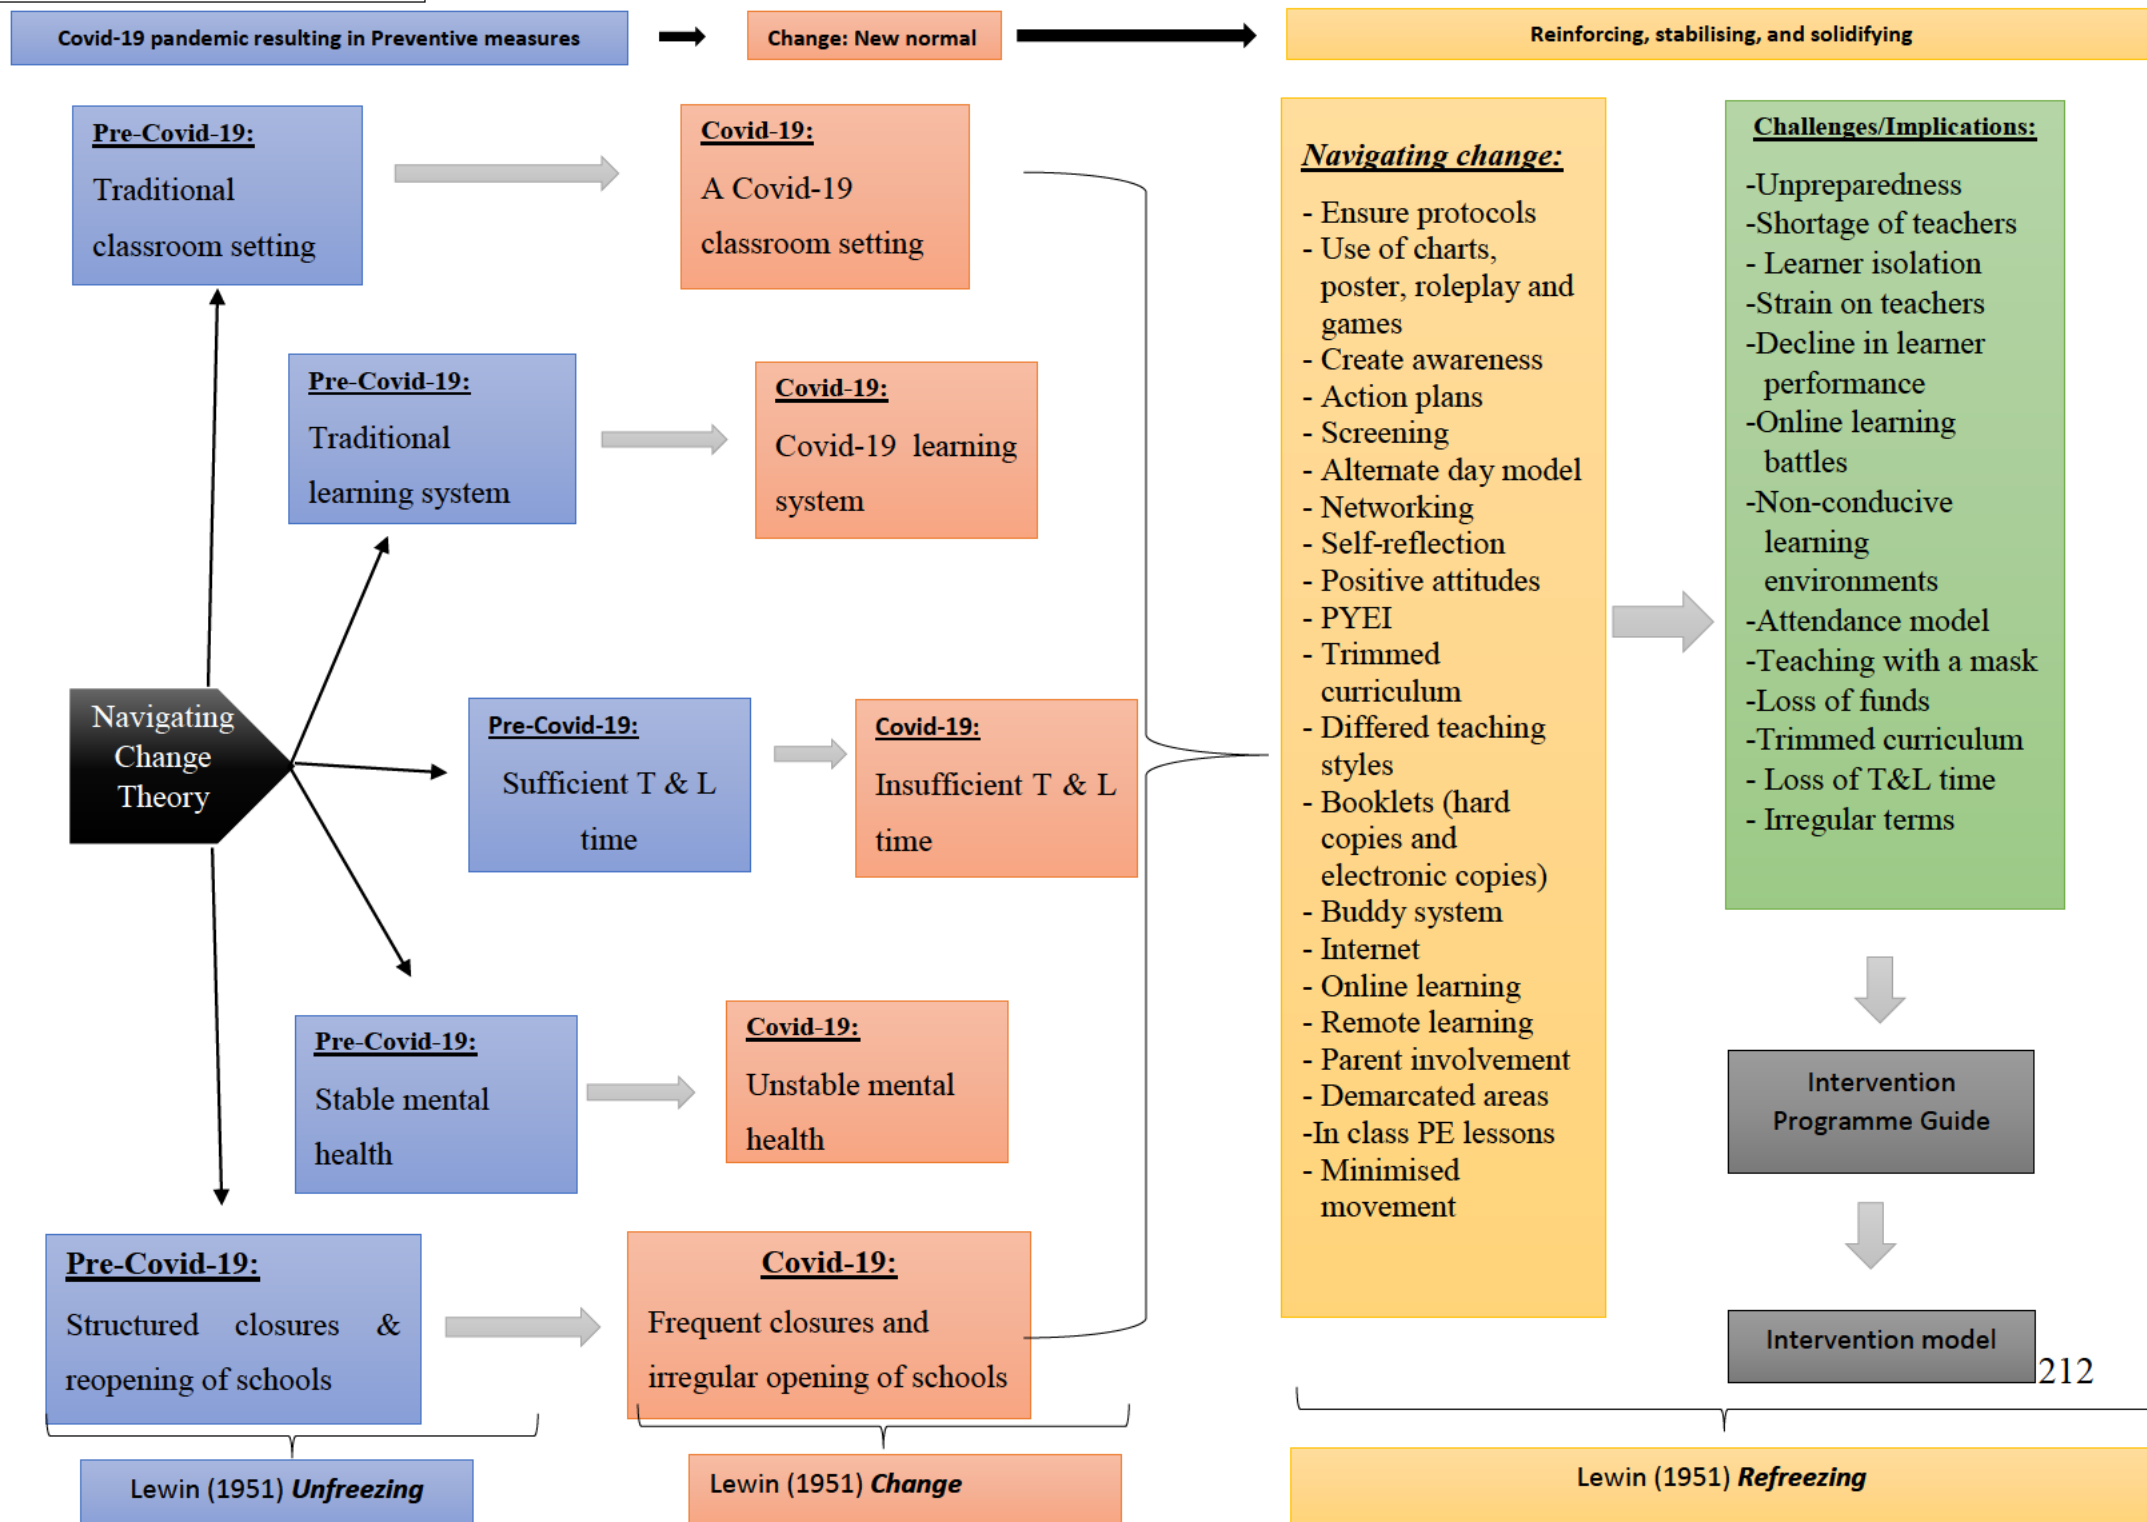 Covid-19 pandemic resulting in Preventive measures
Change: New normal
Reinforcing, stabilising, and solidifying
Pre-Covid-19:
Traditional
classroom setting
Covid-19:
A Covid-19
classroom setting
Pre-Covid-19:
Traditional
learning system
Covid-19:
Covid-19 learning
system
Navigating
Change
Theory
Pre-Covid-19:
Sufficient T & L
time
Covid-19:
Insufficient T & L
time
Pre-Covid-19:
Stable mental
health
Covid-19:
Unstable mental
health
Pre-Covid-19:
Structured closures &
reopening of schools
Covid-19:
Frequent closures and
irregular opening of schools
Navigating change:
- Ensure protocols
- Use of charts,
poster, roleplay and
games
- Create awareness
- Action plans
- Screening
- Alternate day model
- Networking
- Self-reflection
- Positive attitudes
- PYEI
- Trimmed
curriculum
- Differed teaching
styles
- Booklets (hard
copies and
electronic copies)
- Buddy system
- Internet
- Online learning
- Remote learning
- Parent involvement
- Demarcated areas
-In class PE lessons
- Minimised
movement
Challenges/Implications:
-Unpreparedness
-Shortage of teachers
- Learner isolation
-Strain on teachers
-Decline in learner
performance
-Online learning
battles
-Non-conducive
learning
environments
-Attendance model
-Teaching with a mask
-Loss of funds
-Trimmed curriculum
- Loss of T&L time
- Irregular terms
Intervention
Programme Guide
Intervention model
212
Lewin (1951) Unfreezing
Lewin (1951) Change
Lewin (1951) Refreezing